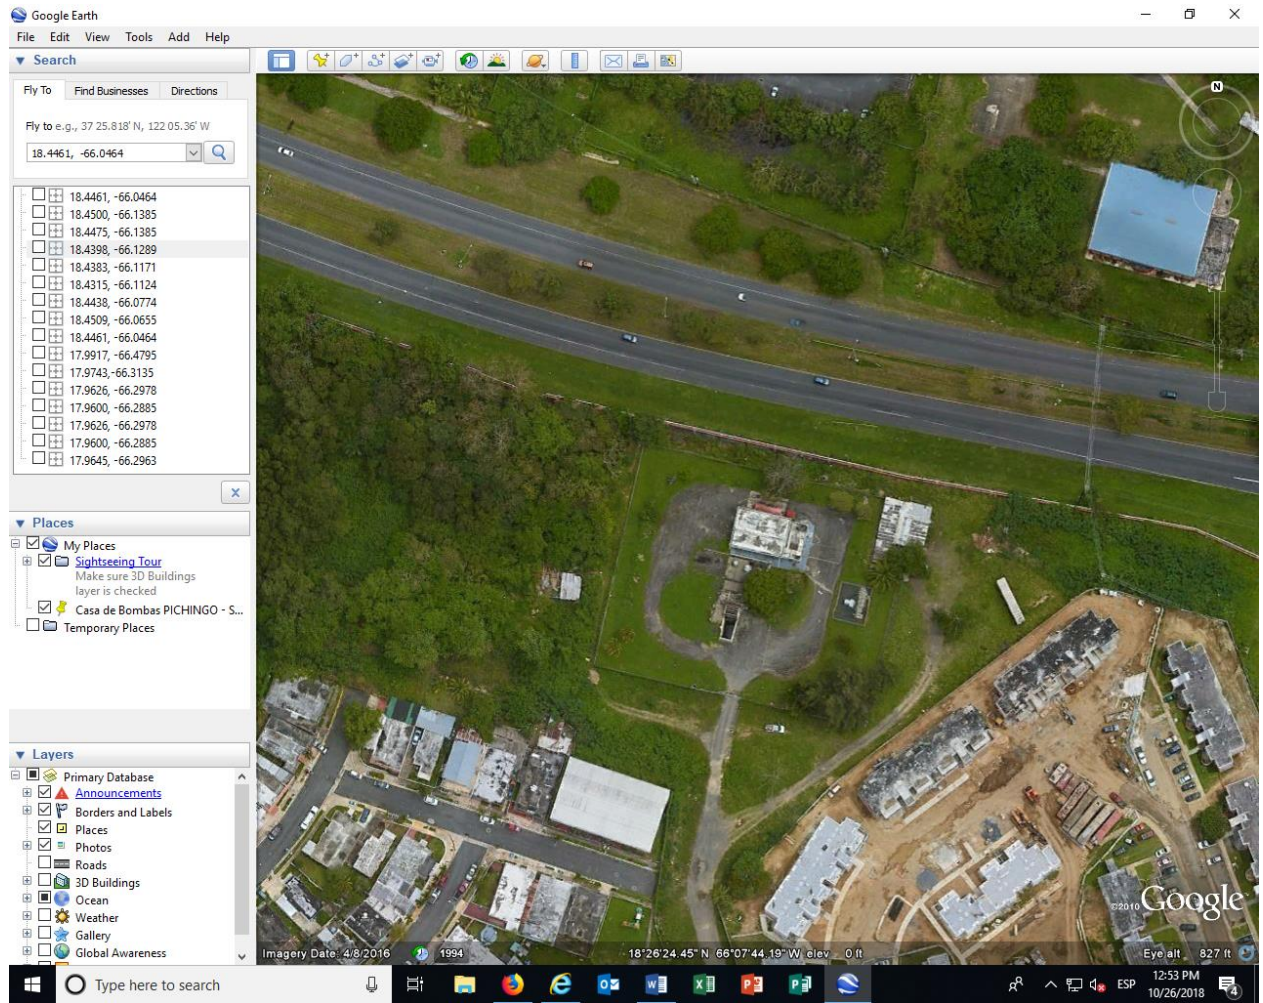 Google Earth
File Edit View Tools Add Help
Search
Fly To Find Businesses Directions
Fly to e.g., 37 25.818' N, 122 05.36' W
18.4461, -66.0464
18.4461, -66.0464
18.4500, -66.1385
18.4475, -66.1385
18.4398, -66.1289
18.4383, -66.1171
18.4315, -66.1124
18.4438, -66.0774
18.4509, -66.0655
18.4461, -66.0464
17.9917, -66.4795
17.9743,-66.3135
17.9626, -66.2978
17.9600, -66.2885
17.9626, -66.2978
17.9600, -66.2885
17.9645, -66.2963
Places
My Places
Sightseeing Tour
Make sure 3D Buildings
layer is checked
Casa de Bombas PICHINGO - S...
Temporary Places
Layers
Primary Database
Announcements
Borders and Labels
Places
Photos
Roads
3D Buildings
Ocean
Weather
Gallery
Global Awareness
N
©2010 Google
Imagery Date: 4/8/2016 1994 18°26'24.45" N 66°07'44.19" W elev 0 ft Eye alt 827 ft
Type here to search
ESP
12:53 PM
10/26/2018
4